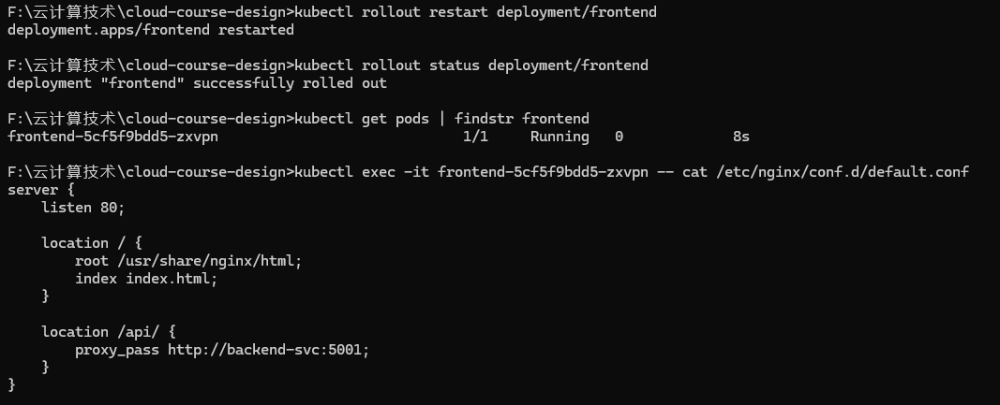 F:\云计算技术\cloud-course-design>kubectl rollout restart deployment/frontend
deployment.apps/frontend restarted
F:\云计算技术\cloud-course-design>kubectl rollout status deployment/frontend
deployment "frontend" successfully rolled out
F:\云计算技术\cloud-course-design>kubectl get pods | findstr frontend
frontend-5cf5f9bdd5-zxvpn                             1/1     Running   0             8s
F:\云计算技术\cloud-course-design>kubectl exec -it frontend-5cf5f9bdd5-zxvpn -- cat /etc/nginx/conf.d/default.conf
server {
    listen 80;
    location / {
        root /usr/share/nginx/html;
        index index.html;
    }
    location /api/ {
        proxy_pass http://backend-svc:5001;
    }
}